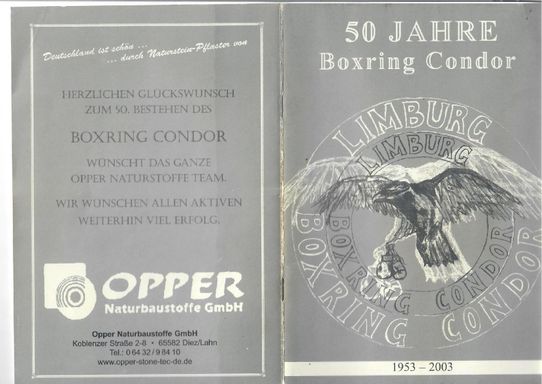 Deutschland ist schön ...
... durch Naturstein-Pflaster von
HERZLICHEN GLÜCKSWUNSCH
ZUM 50. BESTEHEN DES
BOXRING CONDOR
WÜNSCHT DAS GANZE
OPPER NATURSTOFFE TEAM.
WIR WÜNSCHEN ALLEN AKTIVEN
WEITERHIN VIEL ERFOLG.
OPPER
Naturbaustoffe GmbH
Opper Naturbaustoffe GmbH
Koblenzer Straße 2-8 • 65582 Diez/Lahn
Tel.: 0 64 32 / 9 84 10
www.opper-stone-tec-de.de
50 JAHRE
Boxring Condor
LIMBURG
LIMBURG
BOXRING CONDOR
BOXRING CONDOR
1953 – 2003